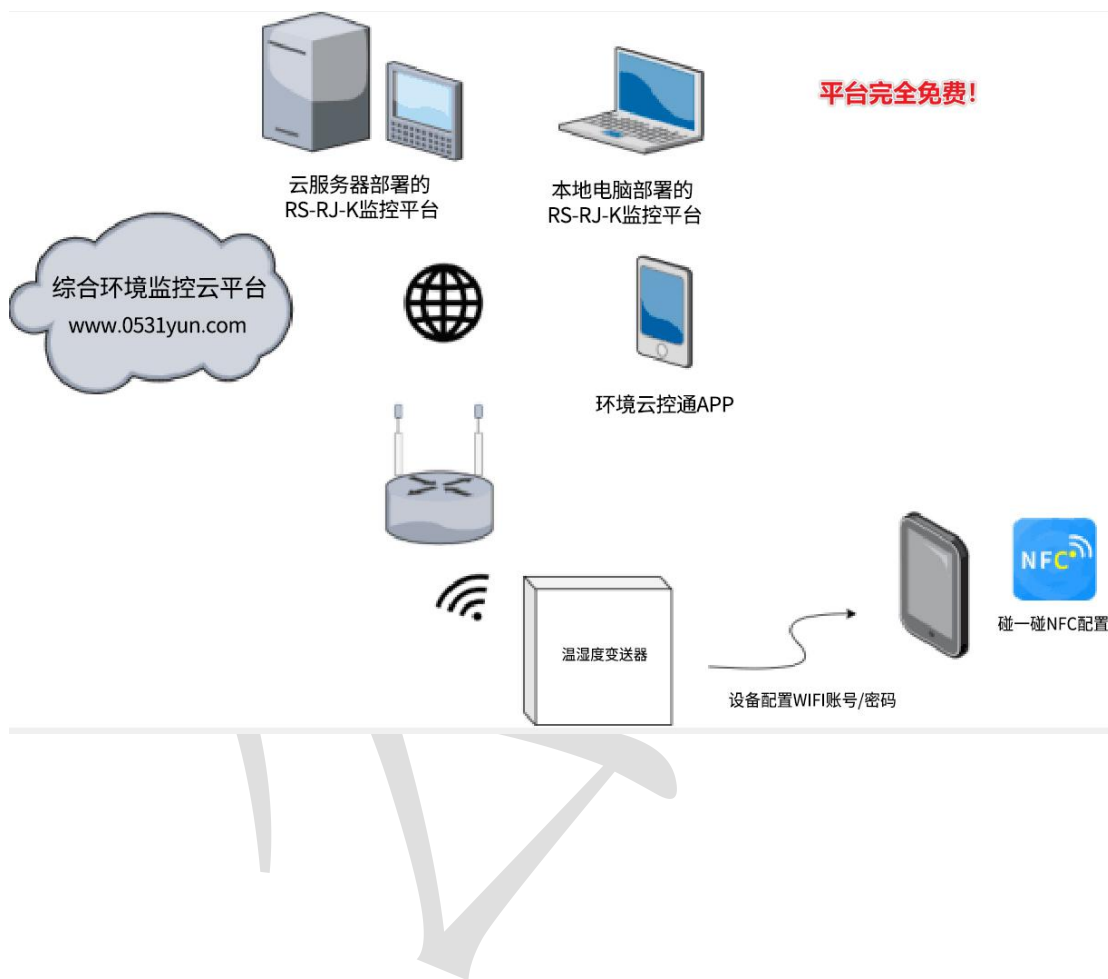 平台完全免费！
云服务器部署的
RS-RJ-K监控平台
本地电脑部署的
RS-RJ-K监控平台
综合环境监控云平台
www.0531yun.com
环境云控通APP
NFC
碰一碰NFC配置
温湿度变送器
设备配置WIFI账号/密码